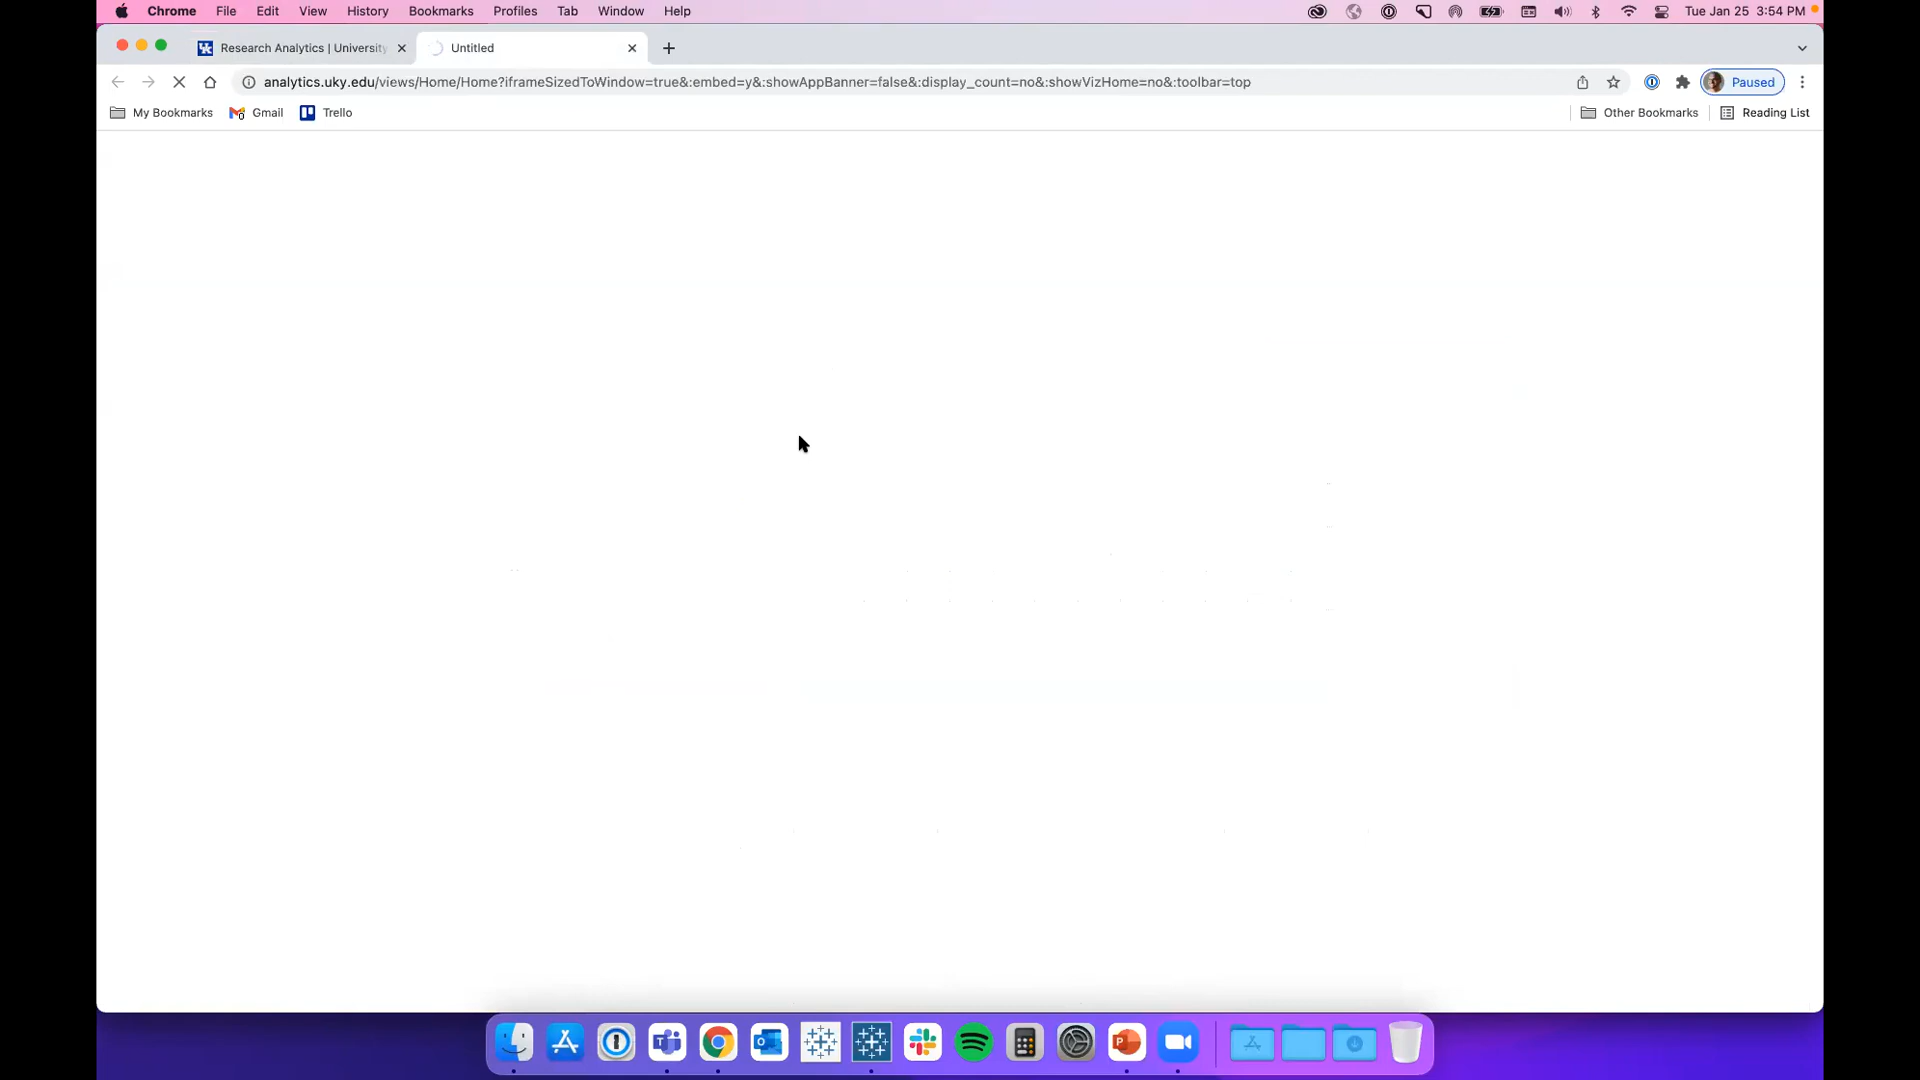 Chrome File Edit View History Bookmarks Profiles Tab Window Help Tue Jan 25 3:54 PM
Research Analytics | University Untitled
analytics.uky.edu/views/Home/Home?iframeSizedToWindow=true&:embed=y&:showAppBanner=false&:display_count=no&:showVizHome=no&:toolbar=top Paused
My Bookmarks Gmail Trello Other Bookmarks Reading List